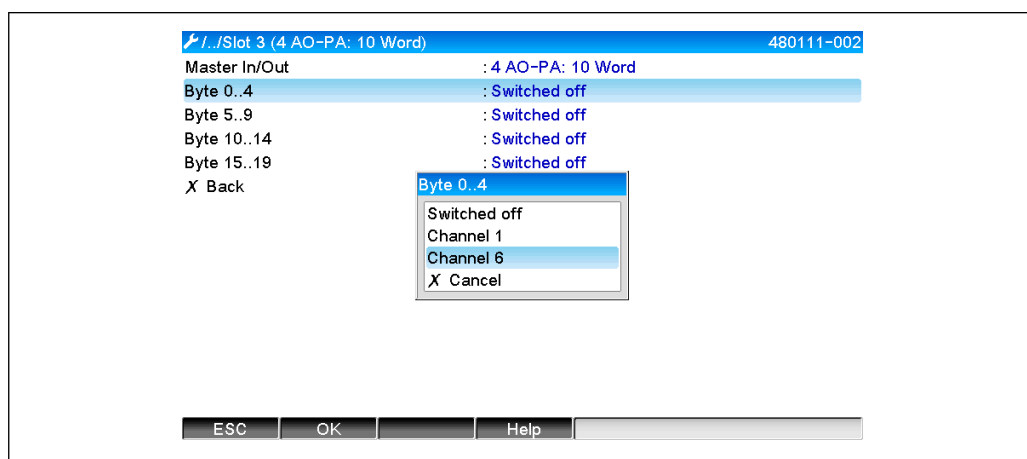 /../Slot 3 (4 AO-PA: 10 Word) 480111-002
Master In/Out : 4 AO-PA: 10 Word
Byte 0..4 : Switched off
Byte 5..9 : Switched off
Byte 10..14 : Switched off
Byte 15..19 : Switched off
X Back
Byte 0..4
Switched off
Channel 1
Channel 6
X Cancel
ESC OK Help